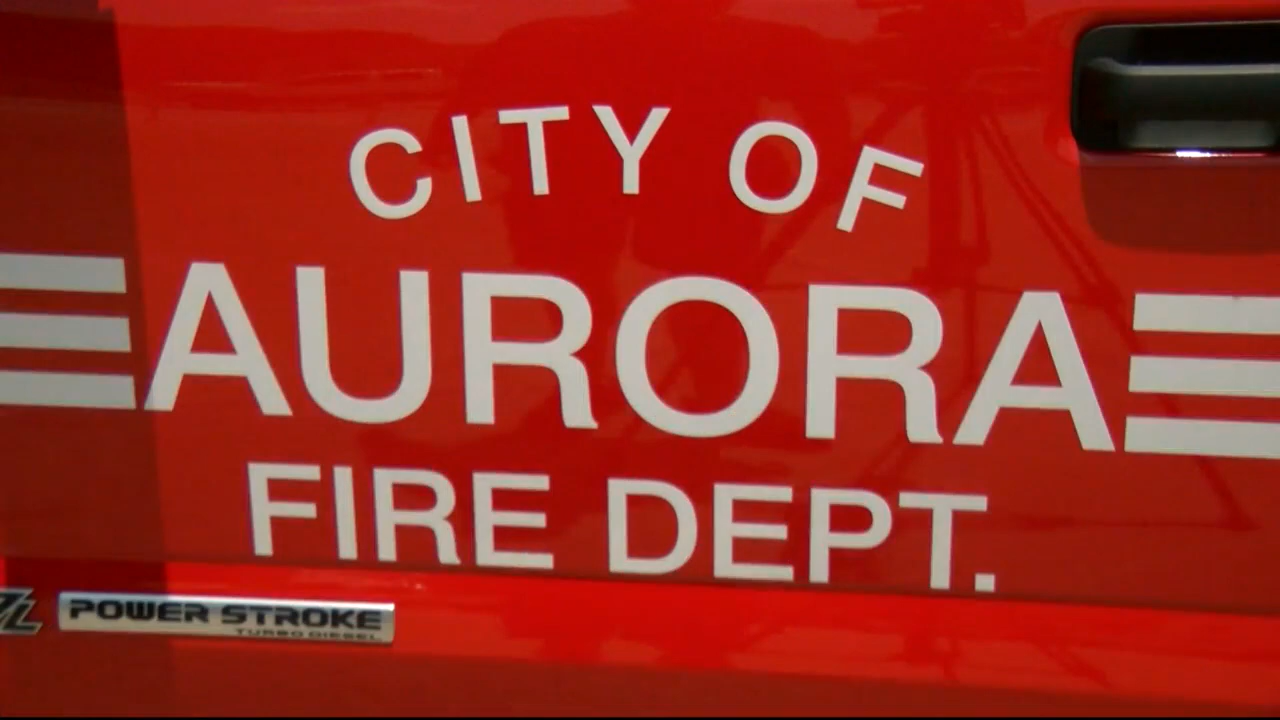 CITY OF
AURORA
FIRE DEPT.
POWER STROKE
TURBO DIESEL